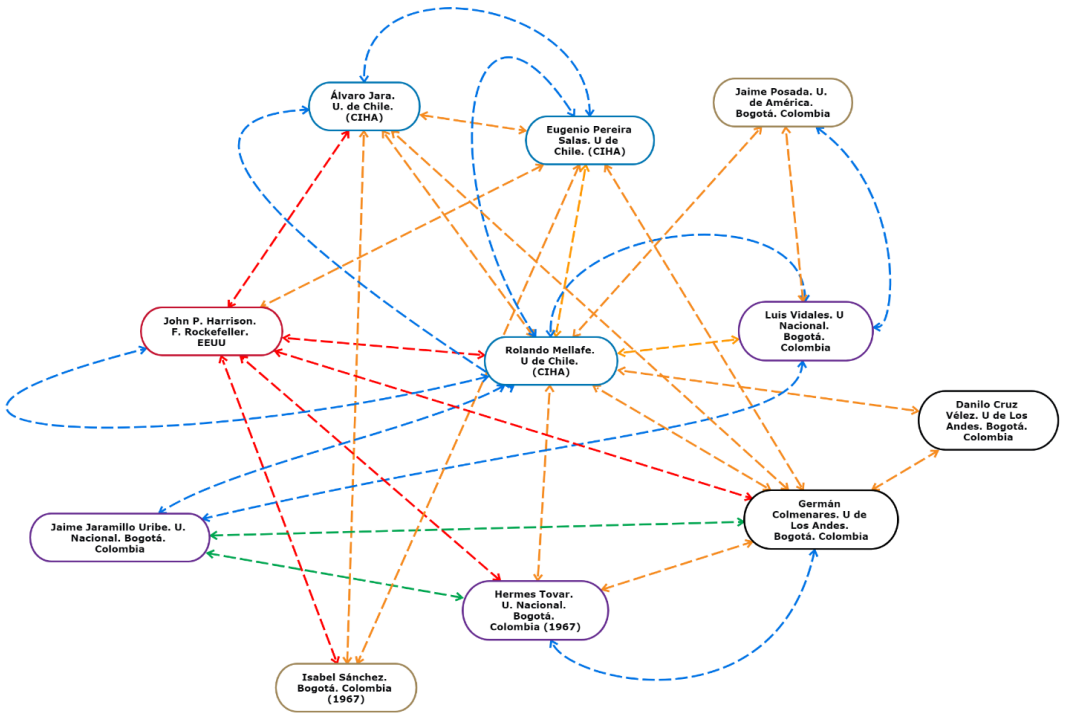 Álvaro Jara.
U. de Chile.
(CIHA)
Eugenio Pereira
Salas. U de
Chile. (CIHA)
Jaime Posada. U.
de América.
Bogotá. Colombia
John P. Harrison.
F. Rockefeller.
EEUU
Rolando Mellafe.
U de Chile.
(CIHA)
Luis Vidales. U
Nacional.
Bogotá.
Colombia
Danilo Cruz
Vélez. U de Los
Andes. Bogotá.
Colombia
Jaime Jaramillo Uribe. U.
Nacional. Bogotá.
Colombia
Germán
Colmenares. U de
Los Andes.
Bogotá. Colombia
Hermes Tovar.
U. Nacional.
Bogotá.
Colombia (1967)
Isabel Sánchez.
Bogotá. Colombia
(1967)